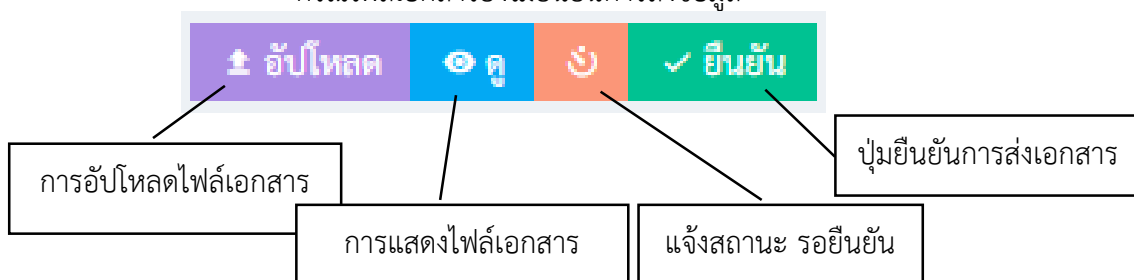 อัปโหลด ดู ยืนยัน
ปุ่มยืนยันการส่งเอกสาร
การอัปโหลดไฟล์เอกสาร
การแสดงไฟล์เอกสาร
แจ้งสถานะ รอยืนยัน